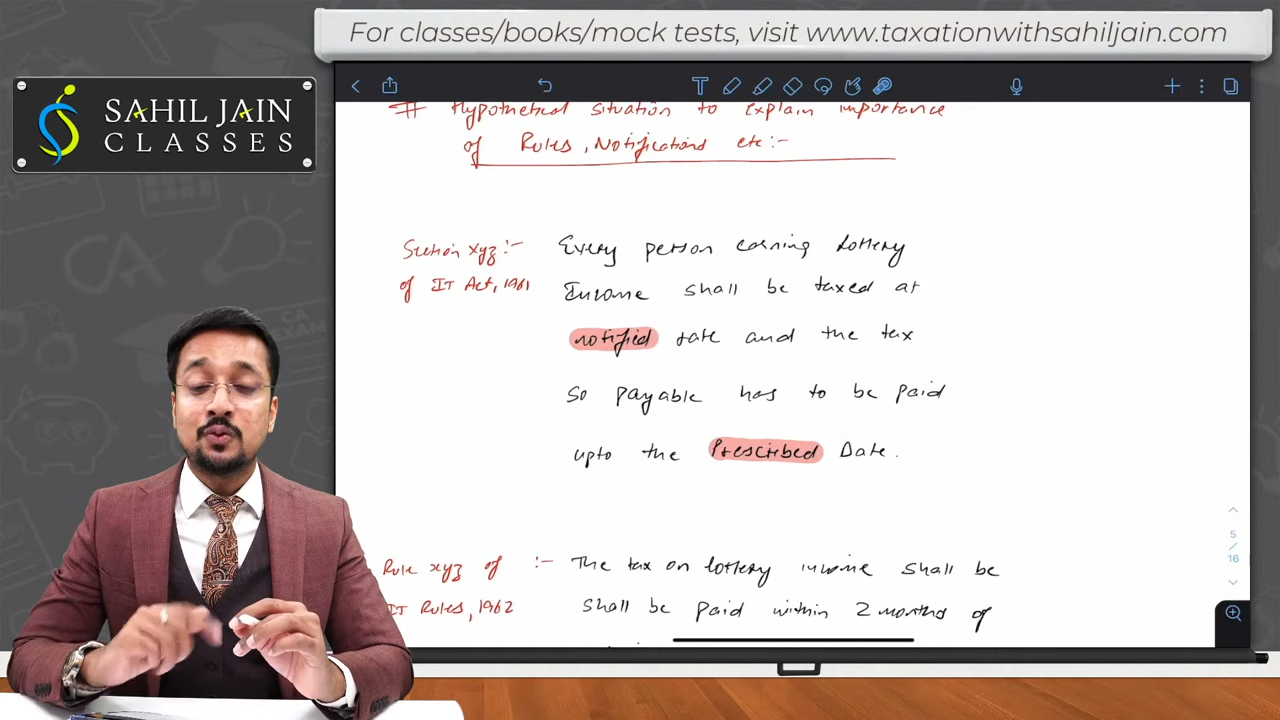 For classes/books/mock tests, visit www.taxationwithsahiljain.com
SAHIL JAIN
CLASSES
# Hypothetical situation to explain importance
of Rules, Notifications etc:-
Section xyz :-
of IT Act, 1961
Every person earning lottery
Income shall be taxed at
notified rate and the tax
so payable has to be paid
upto the Prescribed Date.
Rule xyz of :-
IT Rules, 1962
The tax on lottery income shall be
shall be paid within 2 months of
5
/
16